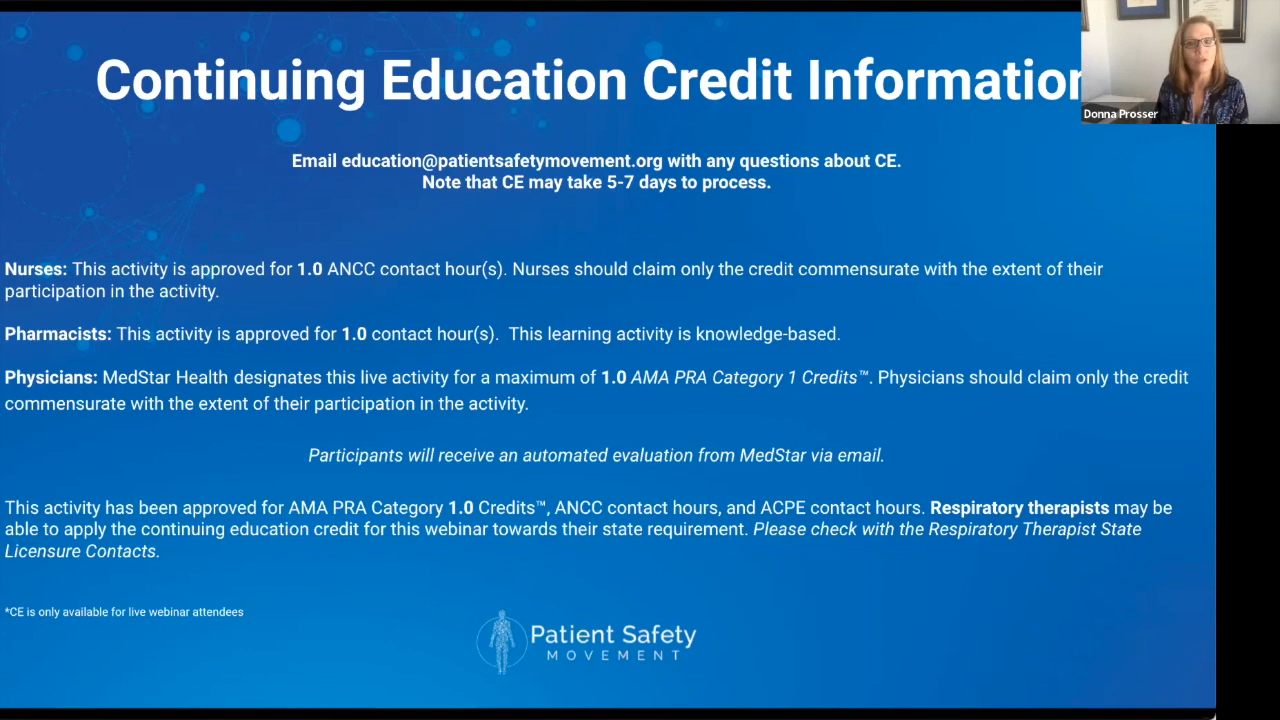 Continuing Education Credit Information
Donna Prosser
Email education@patientsafetymovement.org with any questions about CE.
Note that CE may take 5-7 days to process.
Nurses: This activity is approved for 1.0 ANCC contact hour(s). Nurses should claim only the credit commensurate with the extent of their
participation in the activity.
Pharmacists: This activity is approved for 1.0 contact hour(s). This learning activity is knowledge-based.
Physicians: MedStar Health designates this live activity for a maximum of 1.0 AMA PRA Category 1 Credits™. Physicians should claim only the credit
commensurate with the extent of their participation in the activity.
Participants will receive an automated evaluation from MedStar via email.
This activity has been approved for AMA PRA Category 1.0 Credits™, ANCC contact hours, and ACPE contact hours. Respiratory therapists may be
able to apply the continuing education credit for this webinar towards their state requirement. Please check with the Respiratory Therapist State
Licensure Contacts.
*CE is only available for live webinar attendees
Patient Safety
MOVEMENT